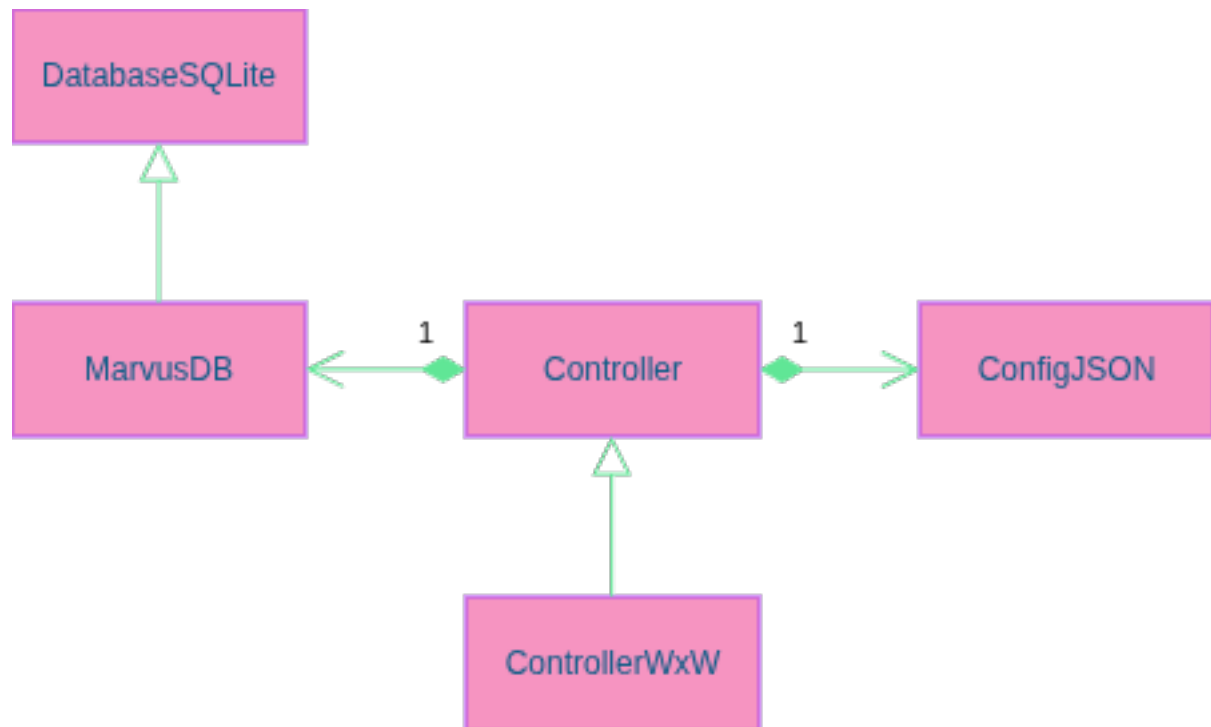 DatabaseSQLite
MarvusDB
1
Controller
1
ConfigJSON
ControllerWxW